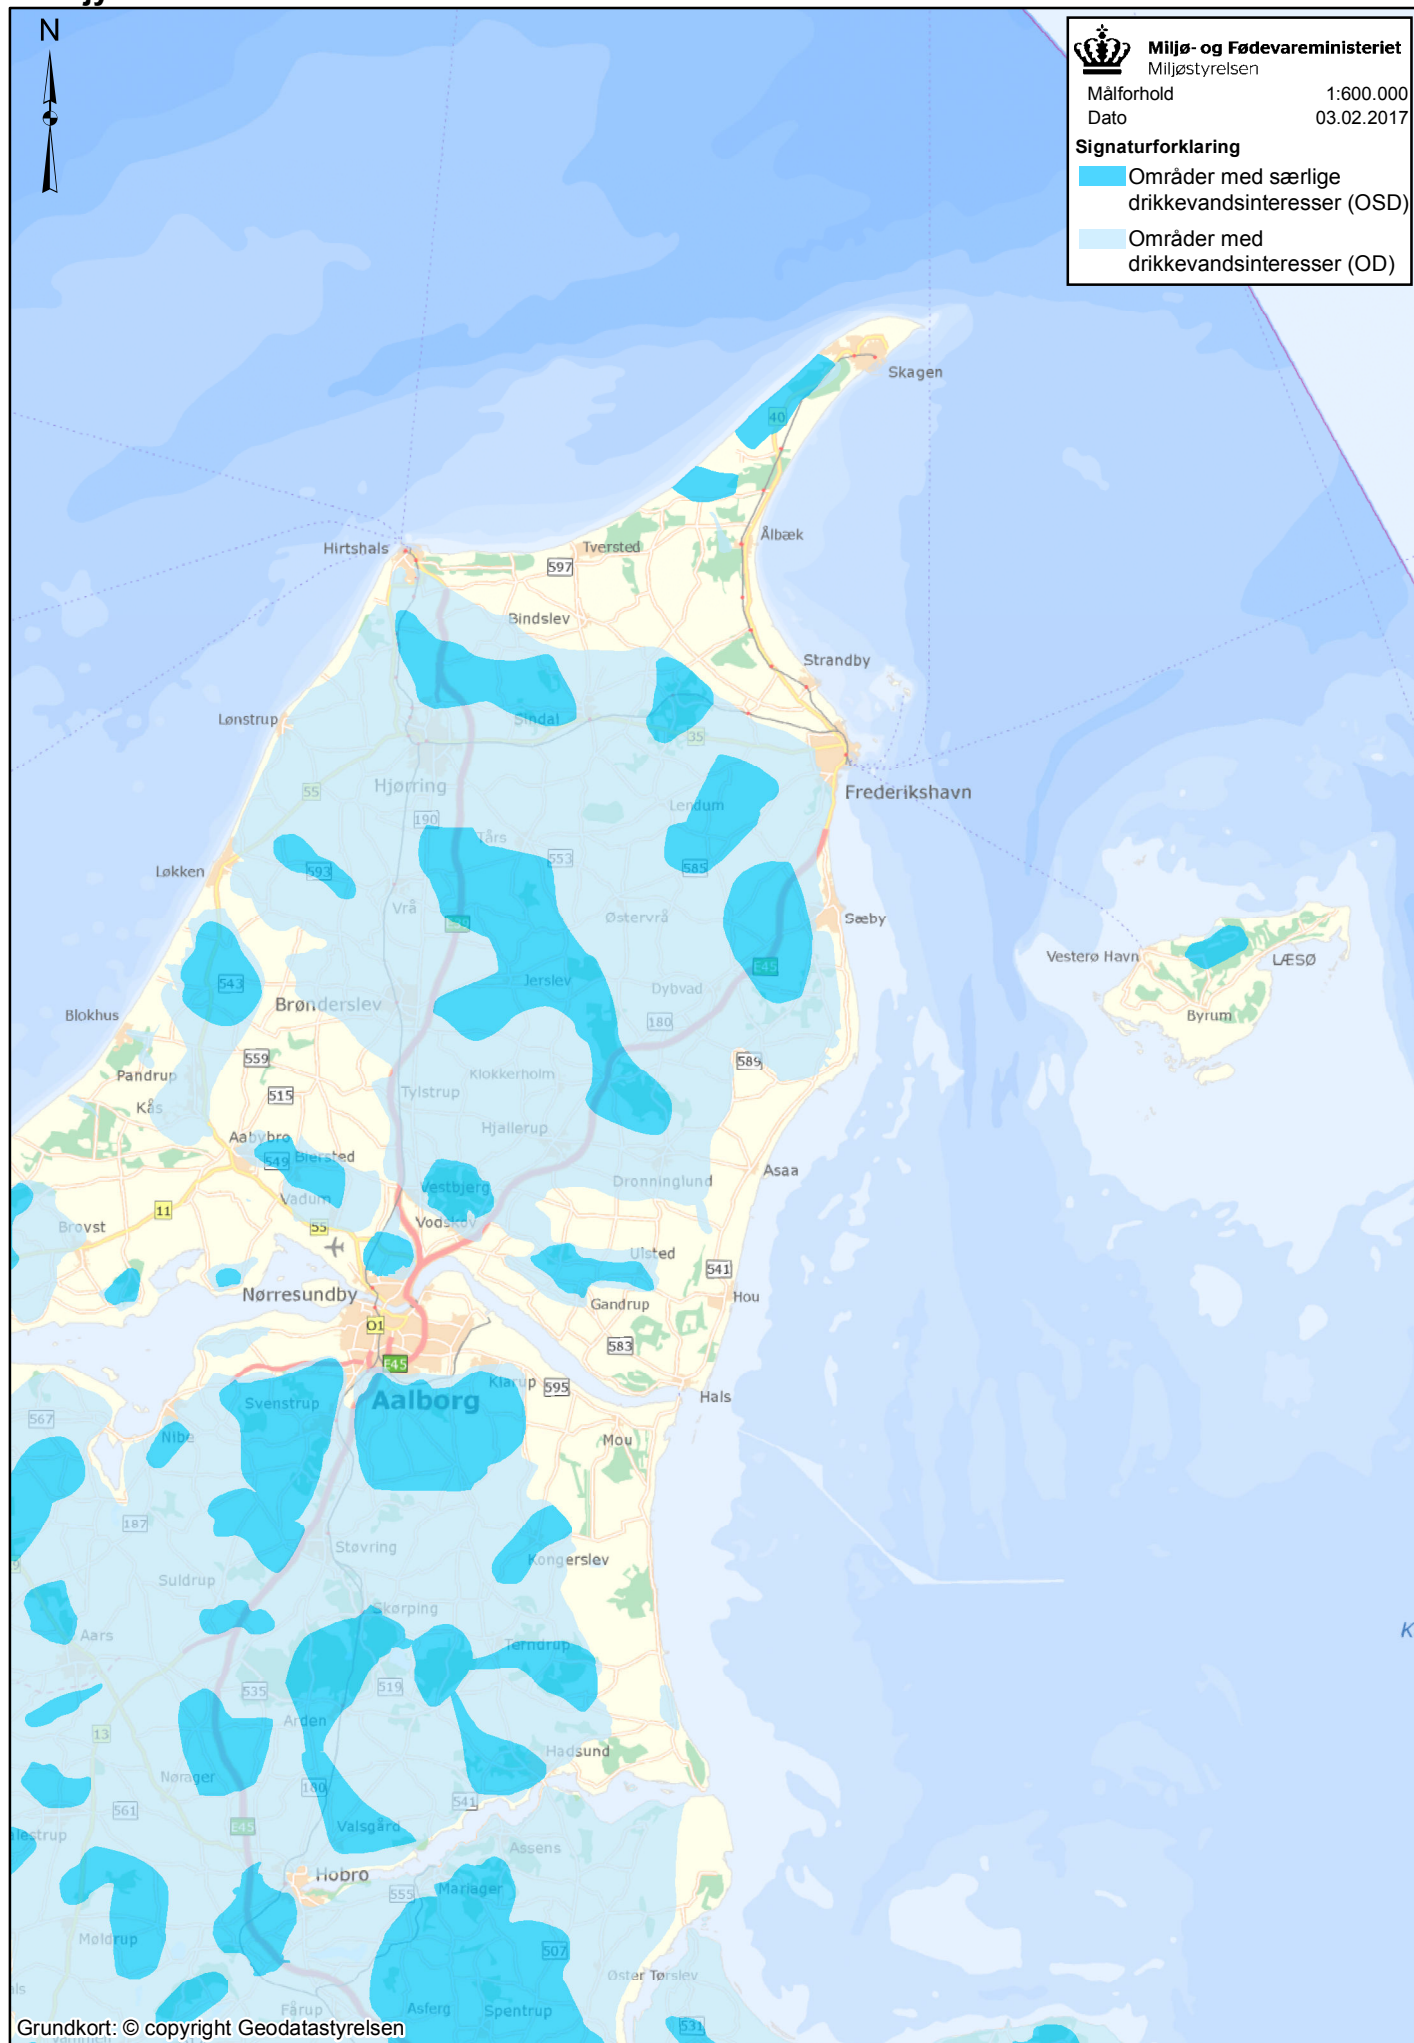 N
Miljø- og Fødevareministeriet
Miljøstyrelsen
Målforhold 1:600.000
Dato 03.02.2017
Signaturforklaring
Områder med særlige
drikkevandsinteresser (OSD)
Områder med
drikkevandsinteresser (OD)
Skagen
40
Ålbæk
Hirtshals
Tversted
597
Bindslev
Strandby
Lønstrup
Sindal
35
Hjørring
55
Frederikshavn
Lendum
190
Tårs
553
585
593
Løkken
Vrå
Østervrå
Sæby
E39
Vesterø Havn
LÆSØ
E45
Jerslev
543
Dybvad
Brønderslev
Blokhus
Byrum
180
559
589
Pandrup
Klokkerholm
Tylstrup
515
Kås
Hjallerup
Aabybro
Biersted
549
Asaa
Dronninglund
Vestbjerg
Vadum
11
Brovst
55
Vodskov
Ulsted
541
Nørresundby
Hou
Gandrup
O1
583
E45
Klarup
595
Hals
Aalborg
Svenstrup
567
Nibe
Mou
187
Støvring
Kongerslev
Suldrup
Skørping
K
Aars
Terndrup
519
535
Arden
13
Hadsund
Nørager
180
541
561
Valsgård
E45
lestrup
Assens
Hobro
Mariager
555
Møldrup
507
Øster Tørslev
Fårup
Asferg
Spentrup
531
Grundkort: © copyright Geodatastyrelsen